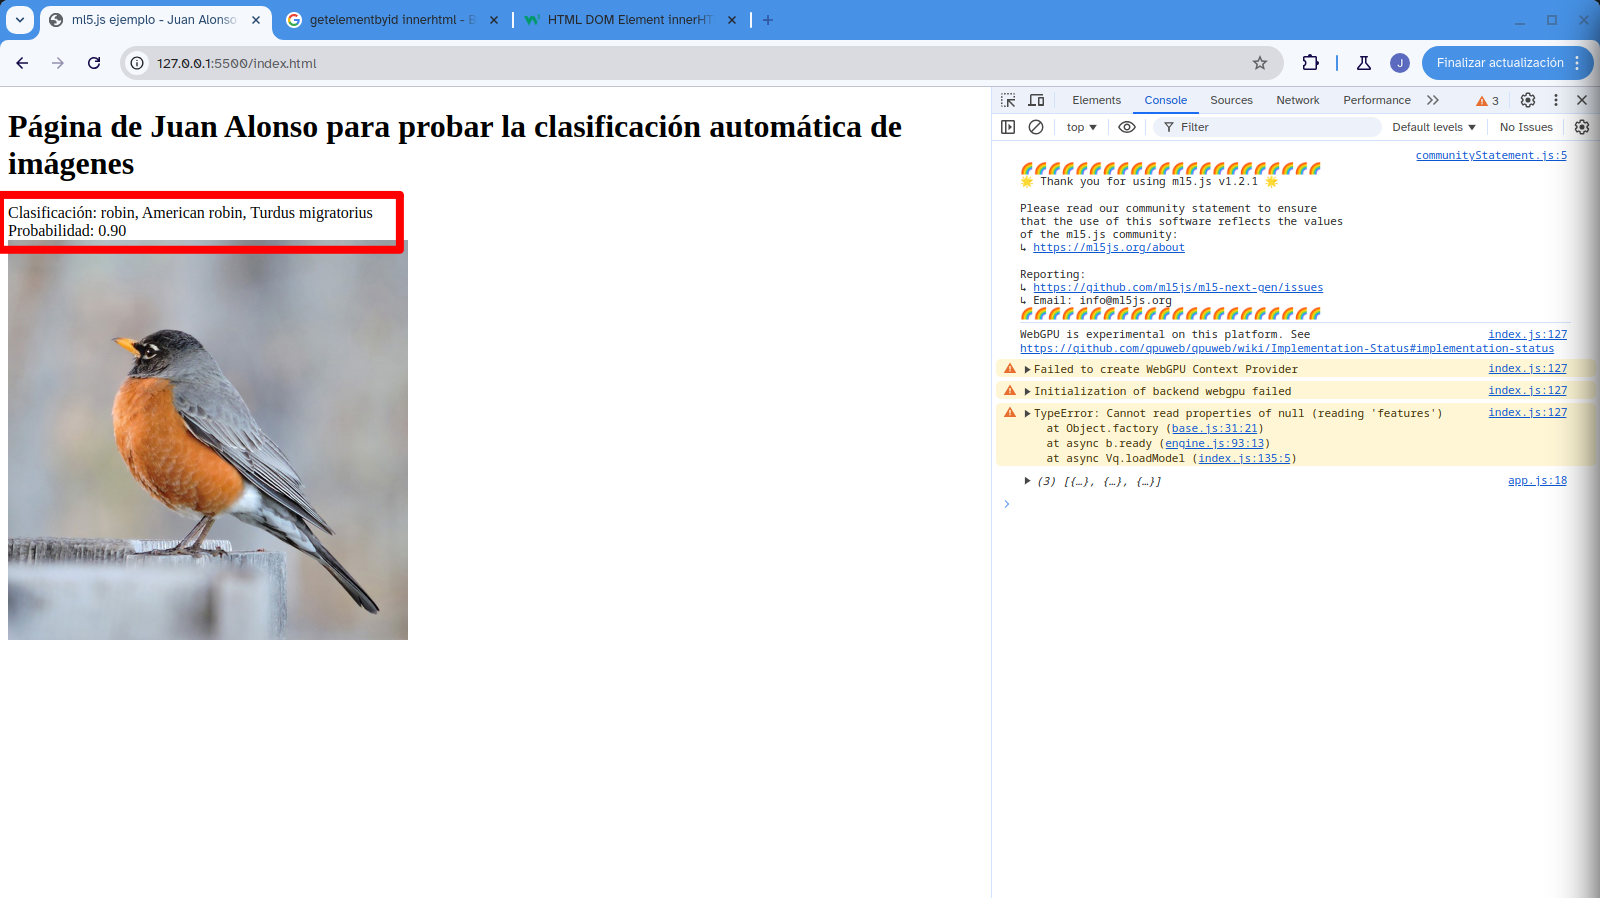 ml5.js ejemplo - Juan Alonso
getelementbyid innerhtml - B
HTML DOM Element innerHT
127.0.0.1:5500/index.html
J
Finalizar actualización
Página de Juan Alonso para probar la clasificación automática de
imágenes
Clasificación: robin, American robin, Turdus migratorius
Probabilidad: 0.90
Elements
Console
Sources
Network
Performance
3
top
Filter
Default levels
No Issues
communityStatement.js:5
🌈🌈🌈🌈🌈🌈🌈🌈🌈🌈🌈🌈🌈🌈🌈🌈🌈🌈🌈🌈🌈🌈
🌟 Thank you for using ml5.js v1.2.1 🌟
Please read our community statement to ensure
that the use of this software reflects the values
of the ml5.js community:
↳ https://ml5js.org/about
Reporting:
↳ https://github.com/ml5js/ml5-next-gen/issues
↳ Email: info@ml5js.org
🌈🌈🌈🌈🌈🌈🌈🌈🌈🌈🌈🌈🌈🌈🌈🌈🌈🌈🌈🌈🌈🌈
WebGPU is experimental on this platform. See index.js:127
https://github.com/gpuweb/gpuweb/wiki/Implementation-Status#implementation-status
Failed to create WebGPU Context Provider index.js:127
Initialization of backend webgpu failed index.js:127
TypeError: Cannot read properties of null (reading 'features') index.js:127
at Object.factory (base.js:31:21)
at async b.ready (engine.js:93:13)
at async Vq.loadModel (index.js:135:5)
(3) [{…}, {…}, {…}] app.js:18